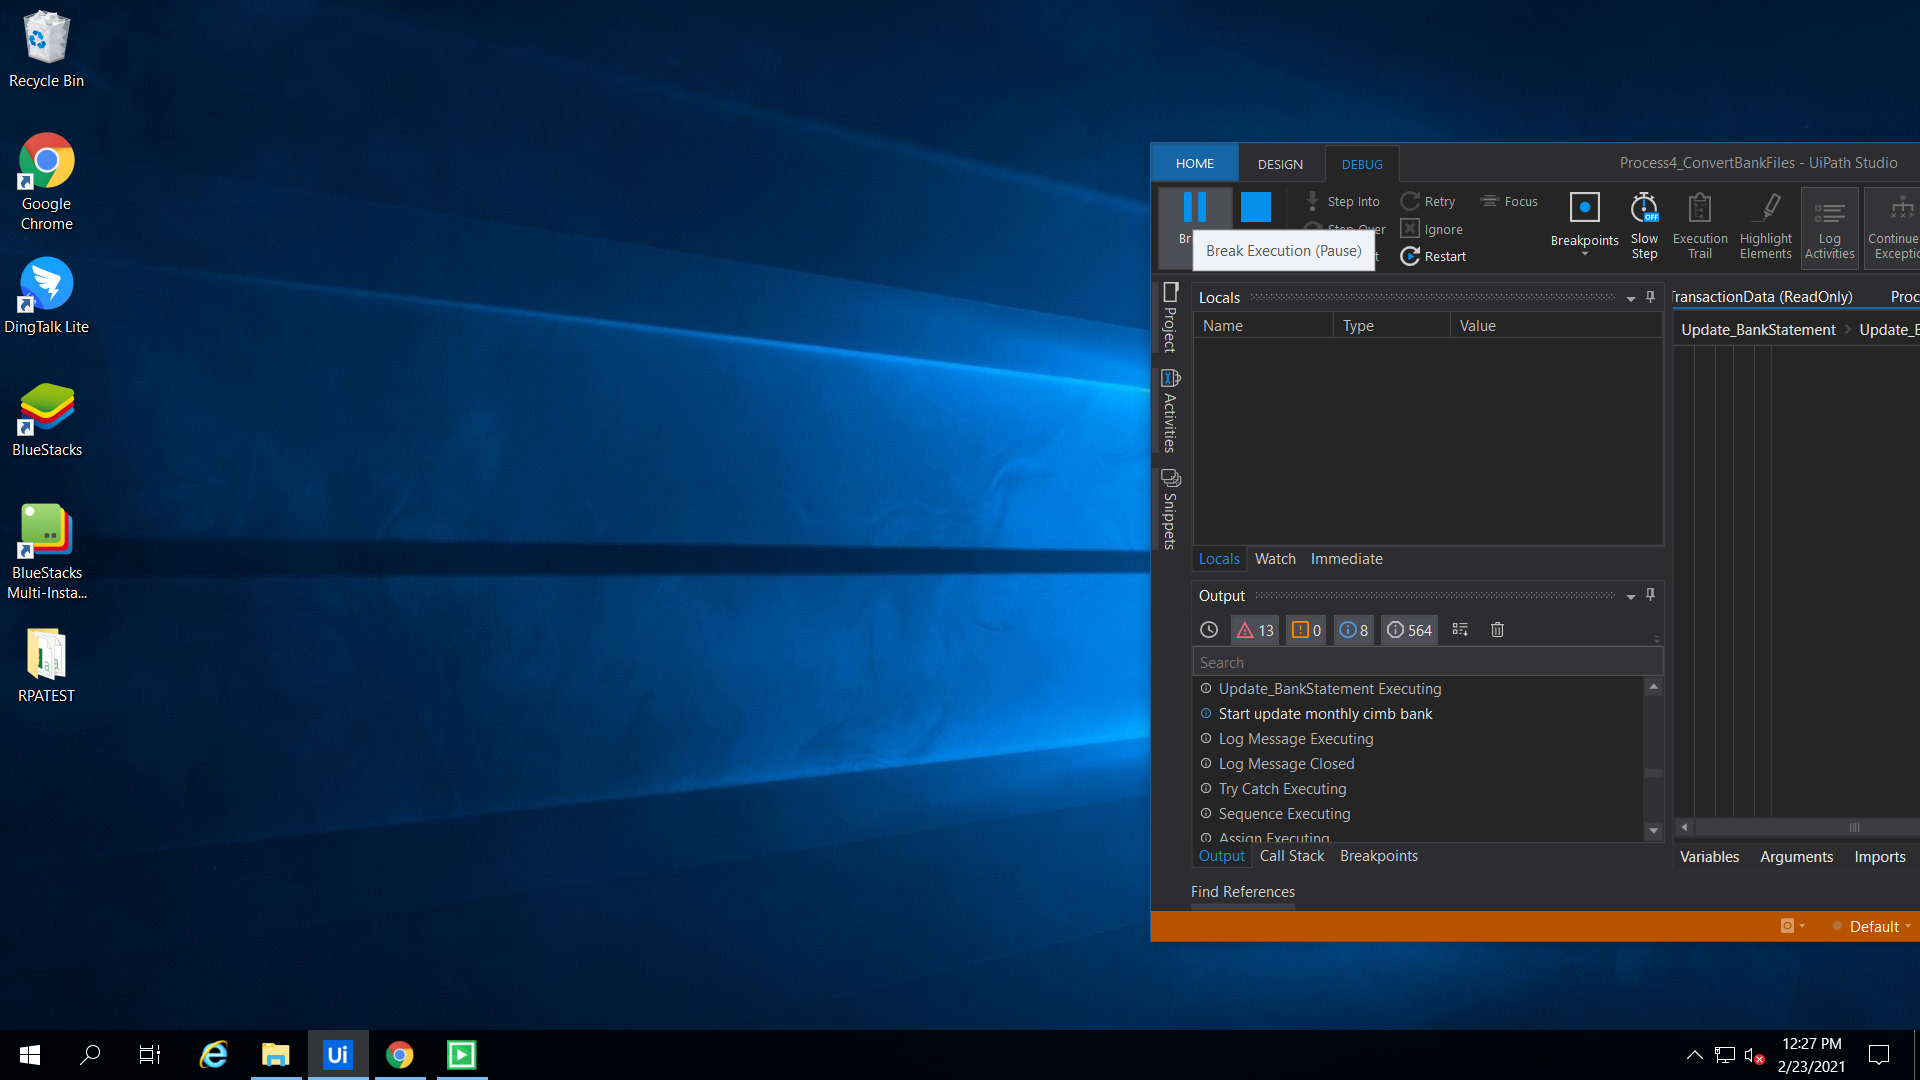 Recycle Bin
Google
Chrome
DingTalk Lite
BlueStacks
BlueStacks
Multi-Insta...
RPATEST
HOME
DESIGN
DEBUG
Process4_ConvertBankFiles - UiPath Studio
Step Into
Retry
Focus
Step Over
Ignore
Restart
Break Execution (Pause)
Breakpoints
Slow
Step
OFF
Execution
Trail
Highlight
Elements
Log
Activities
Continue
Project
Activities
Snippets
Locals
Name
Type
Value
Locals
Watch
Immediate
TransactionData (ReadOnly)
Proc
Update_BankStatement
Update_B
Output
13
0
8
564
Search
Update_BankStatement Executing
Start update monthly cimb bank
Log Message Executing
Log Message Closed
Try Catch Executing
Sequence Executing
Assign Executing
Output
Call Stack
Breakpoints
Find References
Variables
Arguments
Imports
Default
Ui
12:27 PM
2/23/2021